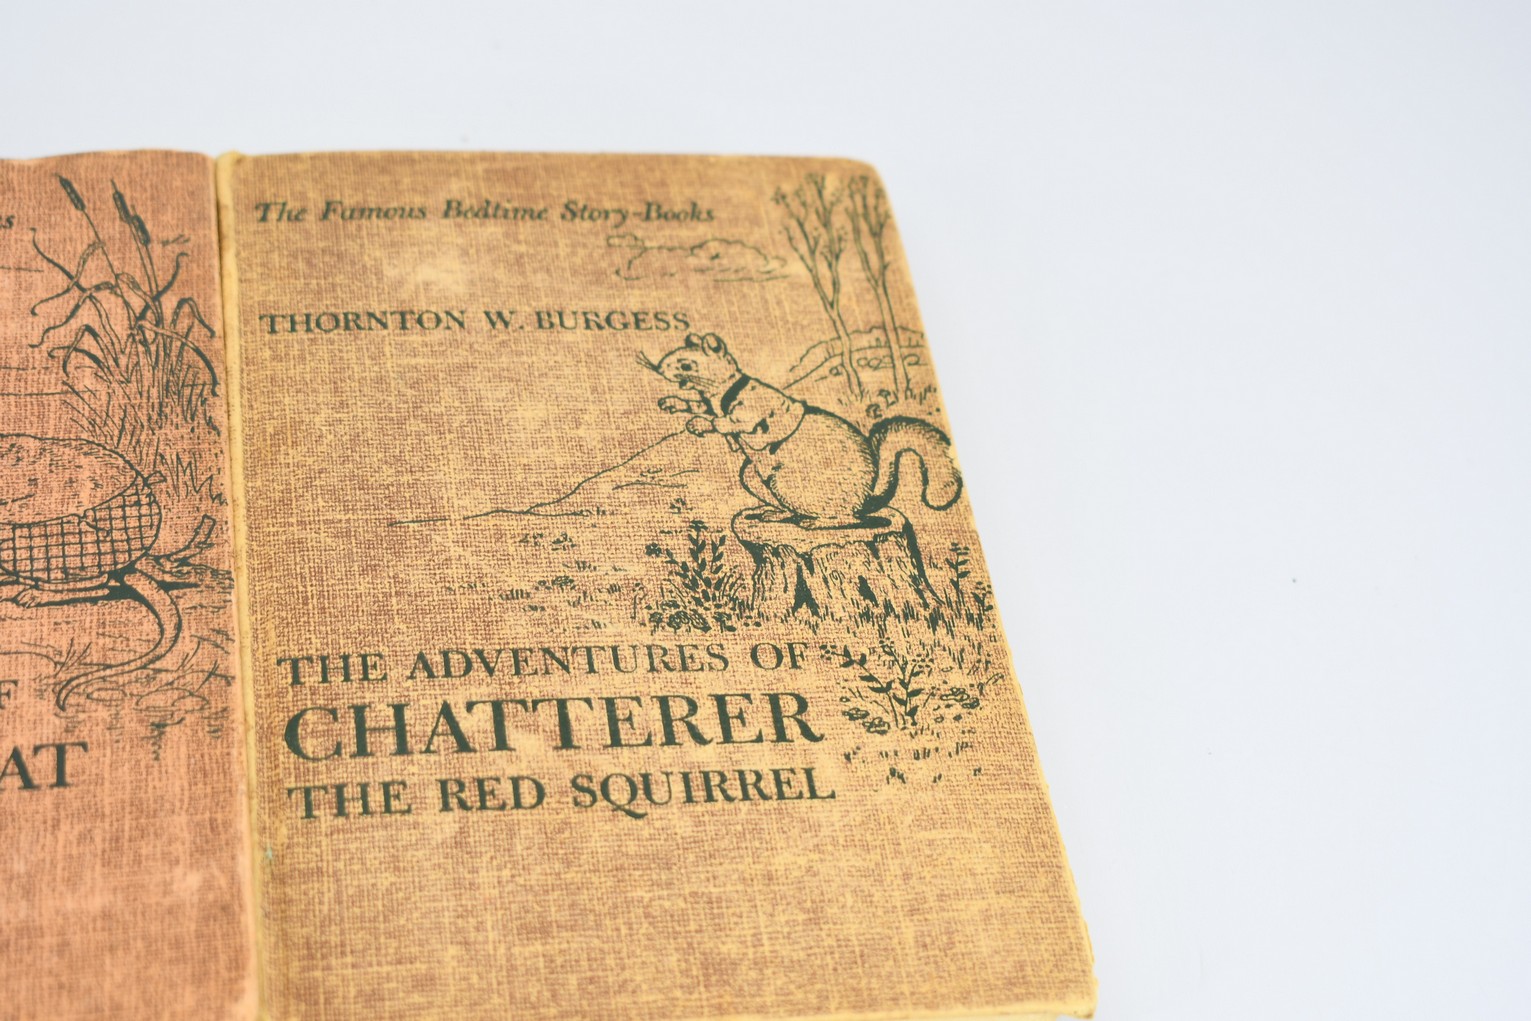 The Famous Bedtime Story-Books
THORNTON W. BURGESS
THE ADVENTURES OF
CHATTERER
THE RED SQUIRREL